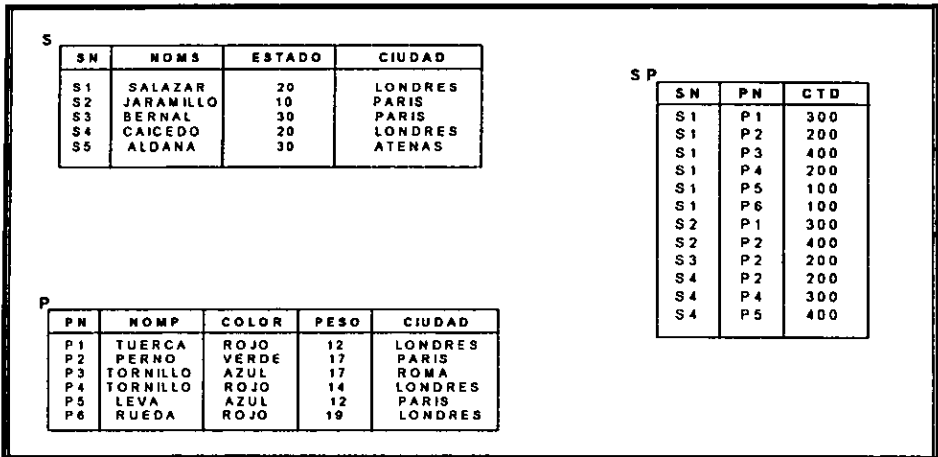 S
SN NOMS ESTADO CIUDAD
S1 SALAZAR 20 LONDRES
S2 JARAMILLO 10 PARIS
S3 BERNAL 30 PARIS
S4 CAICEDO 20 LONDRES
S5 ALDANA 30 ATENAS
SP
SN PN CTD
S1 P1 300
S1 P2 200
S1 P3 400
S1 P4 200
S1 P5 100
S1 P6 100
S2 P1 300
S2 P2 400
S3 P2 200
S4 P2 200
S4 P4 300
S4 P5 400
P
PN NOMP COLOR PESO CIUDAD
P1 TUERCA ROJO 12 LONDRES
P2 PERNO VERDE 17 PARIS
P3 TORNILLO AZUL 17 ROMA
P4 TORNILLO ROJO 14 LONDRES
P5 LEVA AZUL 12 PARIS
P6 RUEDA ROJO 19 LONDRES